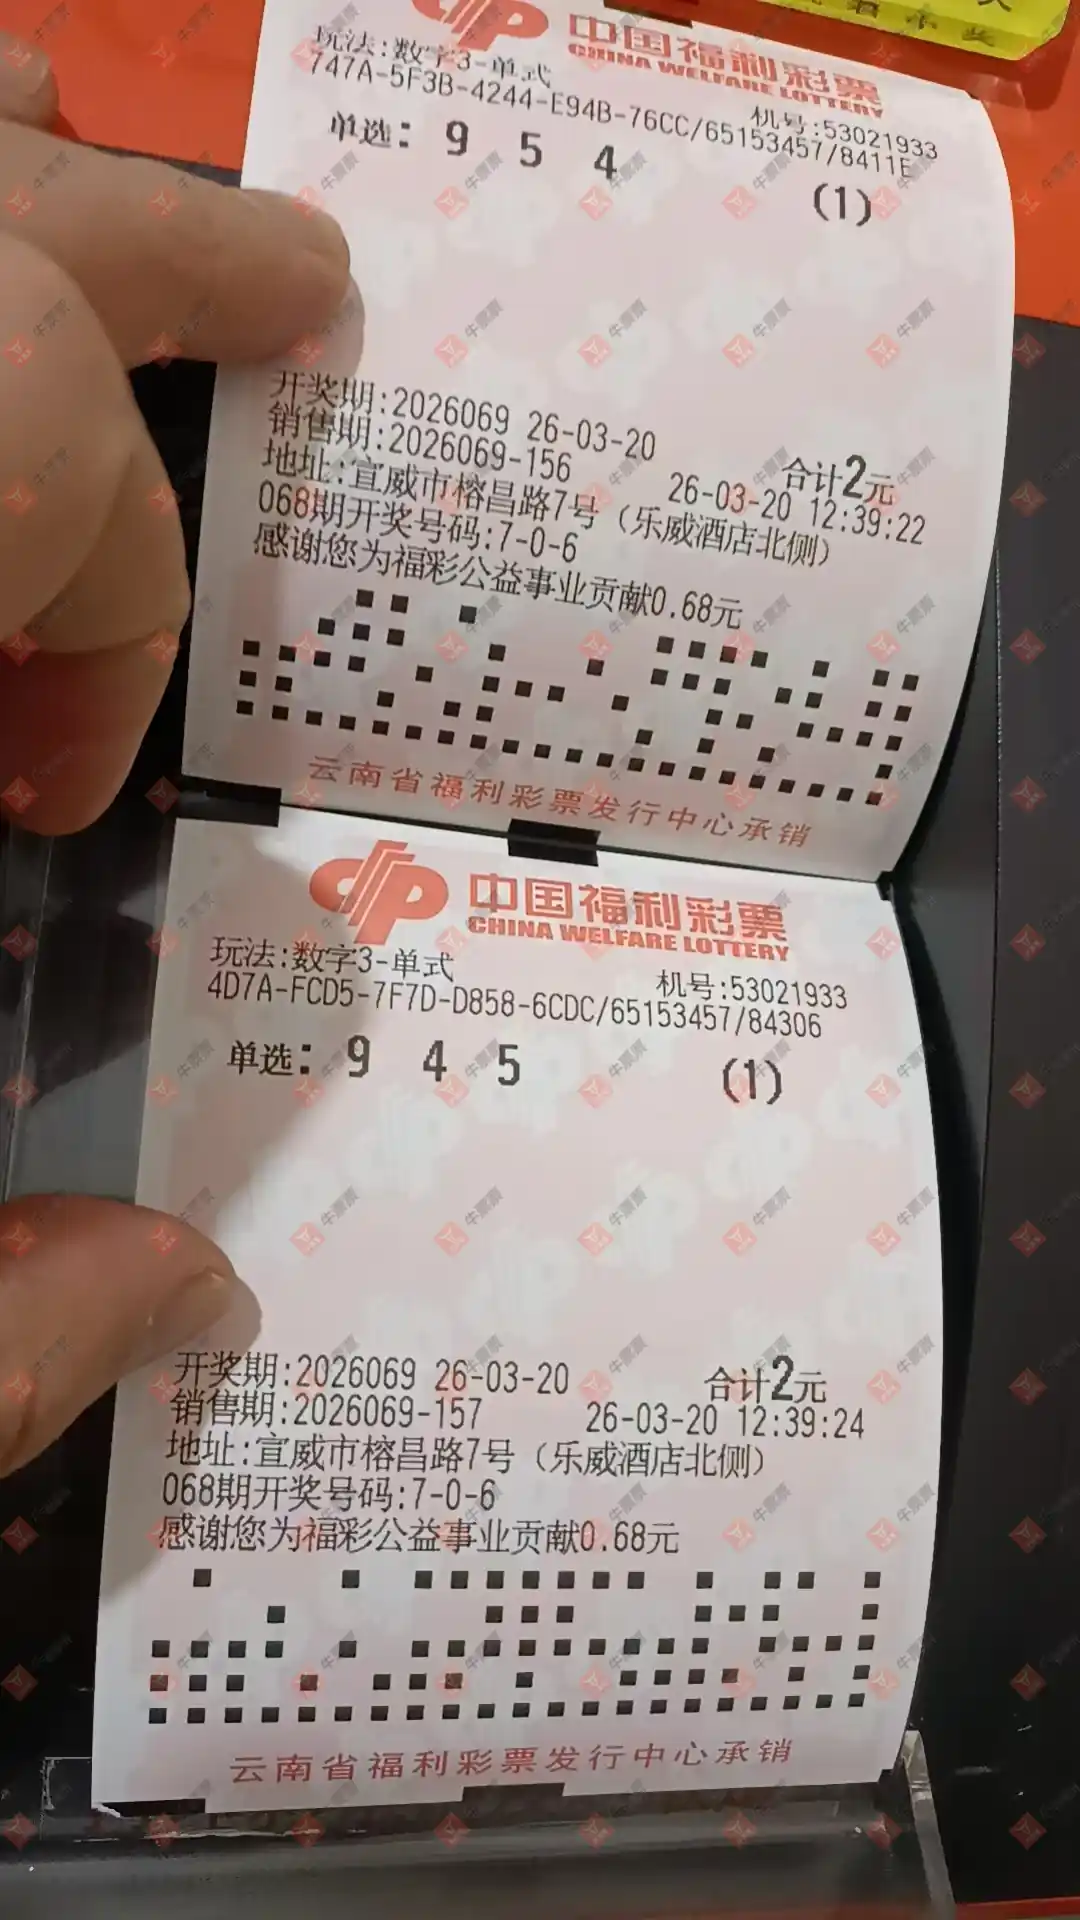 中国福利彩票
CHINA WELFARE LOTTERY
玩法:数字3-单式
机号:53021933
747A-5F3B-4244-E94B-76CC/65153457/8411E
单选: 9 5 4
(1)
开奖期:2026069 26-03-20
合计2元
销售期:2026069-156
26-03-20 12:39:22
地址:宣威市榕昌路7号（乐威酒店北侧）
068期开奖号码:7-0-6
感谢您为福彩公益事业贡献0.68元
云南省福利彩票发行中心承销
中国福利彩票
CHINA WELFARE LOTTERY
玩法:数字3-单式
机号:53021933
4D7A-FCD5-7F7D-D858-6CDC/65153457/84306
单选: 9 4 5
(1)
开奖期:2026069 26-03-20
合计2元
销售期:2026069-157
26-03-20 12:39:24
地址:宣威市榕昌路7号（乐威酒店北侧）
068期开奖号码:7-0-6
感谢您为福彩公益事业贡献0.68元
云南省福利彩票发行中心承销
牛票票